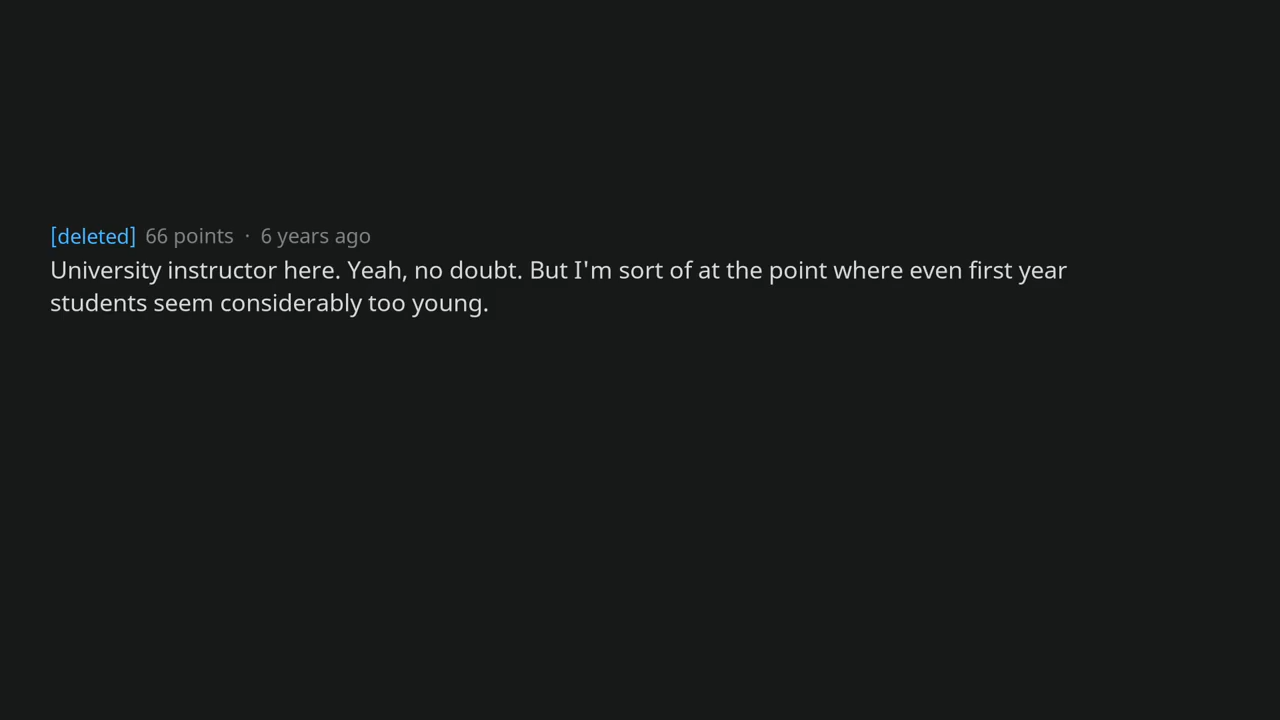 [deleted] 66 points · 6 years ago
University instructor here. Yeah, no doubt. But I'm sort of at the point where even first year
students seem considerably too young.